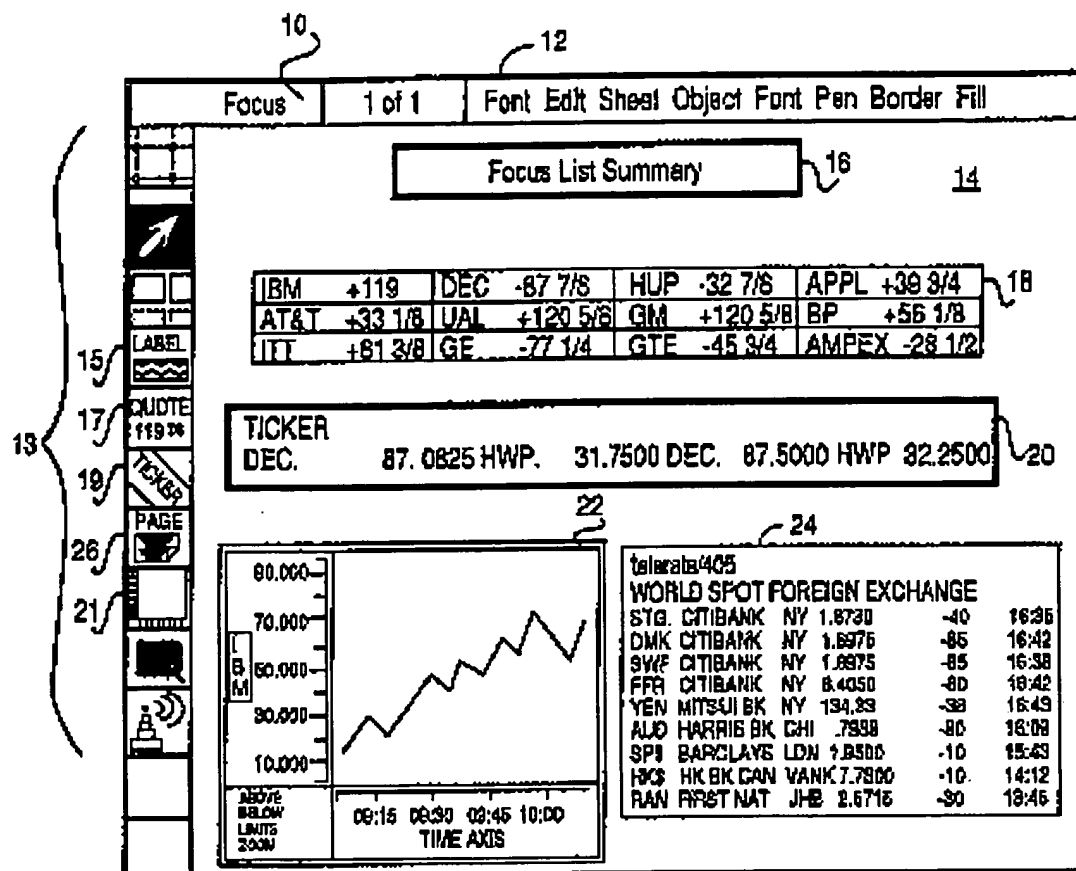 10
12
Focus 1 of 1 Font Edit Sheet Object Font Pen Border Fill
Focus List Summary
16
14
IBM +119 DEC -87 7/8 HUP -32 7/8 APPL +39 3/4
18
AT&T +33 1/8 UAL +120 5/8 GM +120 5/8 BP +56 1/8
ITT +81 3/8 GE -77 1/4 GTE -45 3/4 AMPEX -28 1/2
13
15
LABEL
17
QUOTE
119
19
TICKER
26
PAGE
21
TICKER
DEC. 87.0825 HWP. 31.7500 DEC. 87.5000 HWP 32.2500
20
22
90.000
70.000
50.000
30.000
10.000
IBM
ABOVE
BELOW
LIMITS
ZOOM
09:15 09:30 09:45 10:00
TIME AXIS
24
telerate/405
WORLD SPOT FOREIGN EXCHANGE
STG. CITIBANK NY 1.6730 -40 16:35
DMK CITIBANK NY 1.6975 -85 16:42
SWF CITIBANK NY 1.6975 -85 16:38
FFR CITIBANK NY 6.4050 -80 16:42
YEN MITSUI BK NY 134.33 16:43
AUD HARRIS BK CHI .7998 -80 16:09
BARCLAYS LDN 1.9500 -10 15:43
HK$ HK BK CAN VANK 7.7900 -10 14:12
RAN FIRST NAT JHB 2.5715 -30 13:45